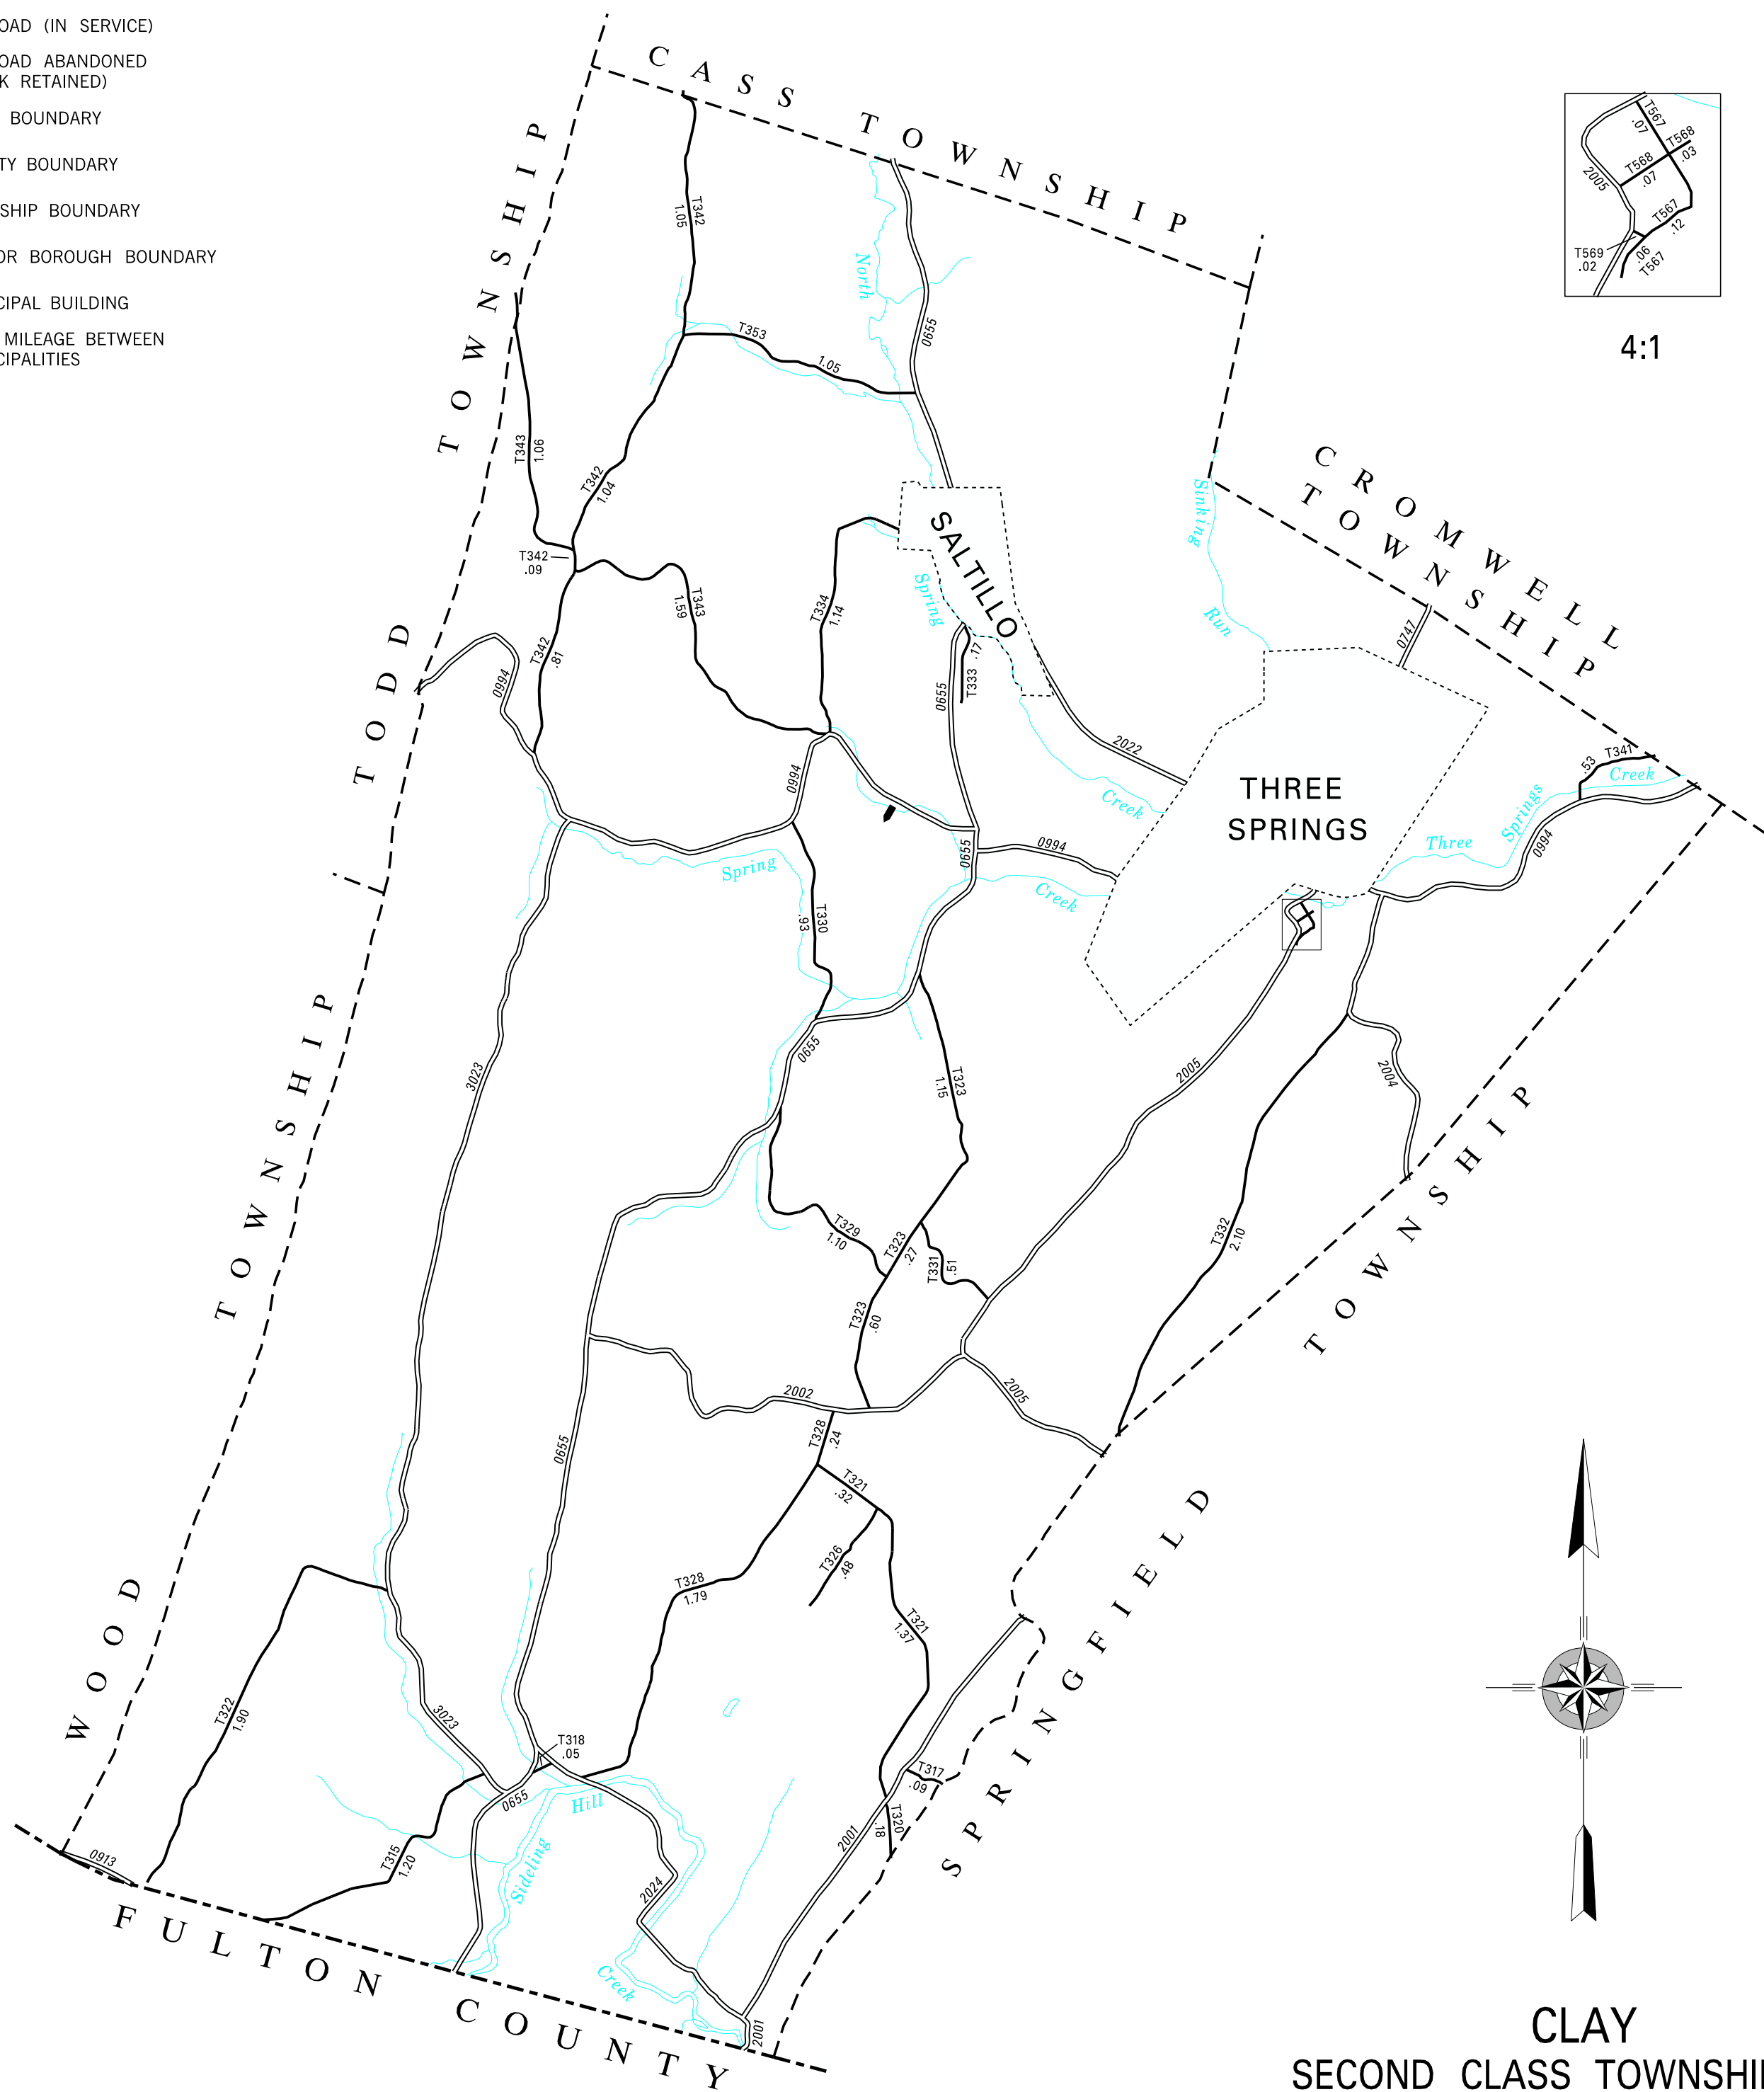 OAD (IN SERVICE)
OAD ABANDONED
K RETAINED)
BOUNDARY
TY BOUNDARY
SHIP BOUNDARY
OR BOROUGH BOUNDARY
CIPAL BUILDING
MILEAGE BETWEEN
CIPALITIES
CASS TOWNSHIP
TODD TOWNSHIP
WOOD TOWNSHIP
CROMWELL
TOWNSHIP
SPRINGFIELD TOWNSHIP
FULTON COUNTY
T567
.07
T568
.03
T568
.07
2005
T567
.12
T569
.02
.06
T567
4:1
T342
1.05
North
0655
T353
1.05
T343
1.06
T342
1.04
T342
.09
SALTILLO
Sinking
Run
Spring
T343
1.59
T334
1.14
T342
.81
0994
T333 .17
0655
0747
2022
Creek
THREE
SPRINGS
T341
.53
Creek
Springs
Three
0994
0994
0655
0994
Spring
Creek
T330
.93
0655
3023
T323
1.15
2005
2004
T332
2.10
T329
1.10
T323
.27
T331
.51
T323
.60
2002
2005
0655
T328
.24
T321
.32
T326
.48
T328
1.79
T321
1.37
T322
1.90
3023
T318
.05
T317
.09
0655
Hill
T320
.18
2001
T315
1.20
Sideling
0913
2024
Creek
2001
CLAY
SECOND CLASS TOWNSHI